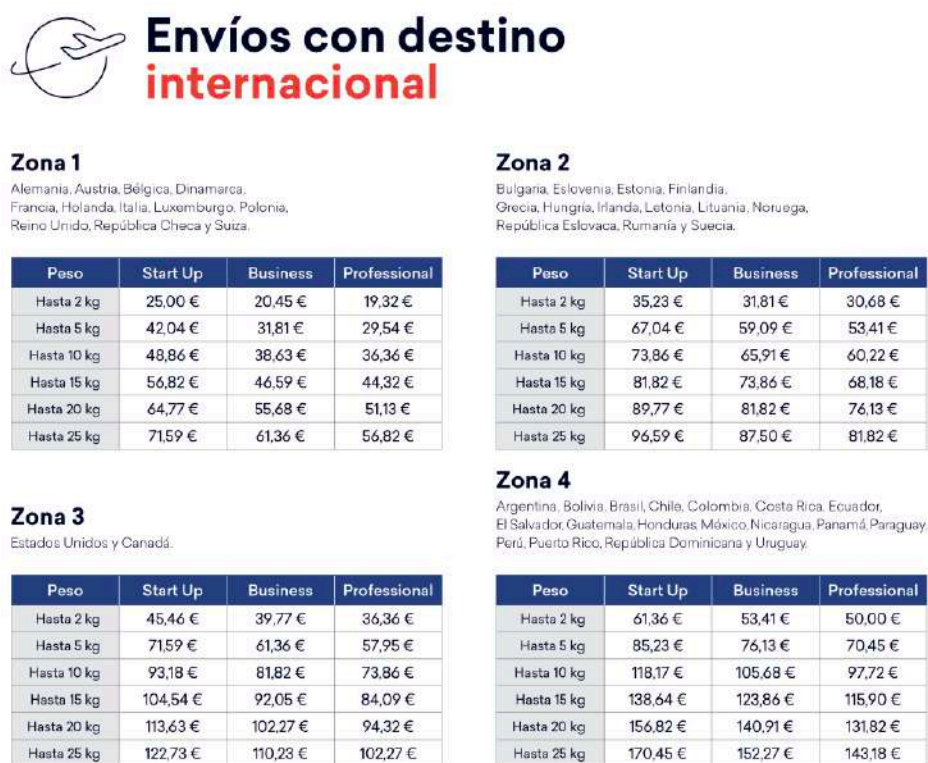 Envíos con destino
internacional
Zona 1
Alemania, Austria, Bélgica, Dinamarca,
Francia, Holanda, Italia, Luxemburgo, Polonia,
Reino Unido, República Checa y Suiza.
Peso Start Up Business Professional
Hasta 2 kg 25,00 € 20,45 € 19,32 €
Hasta 5 kg 42,04 € 31,81 € 29,54 €
Hasta 10 kg 48,86 € 38,63 € 36,36 €
Hasta 15 kg 56,82 € 46,59 € 44,32 €
Hasta 20 kg 64,77 € 55,68 € 51,13 €
Hasta 25 kg 71,59 € 61,36 € 56,82 €
Zona 2
Bulgaria, Eslovenia, Estonia, Finlandia,
Grecia, Hungría, Irlanda, Letonia, Lituania, Noruega,
República Eslovaca, Rumanía y Suecia.
Peso Start Up Business Professional
Hasta 2 kg 35,23 € 31,81 € 30,68 €
Hasta 5 kg 67,04 € 59,09 € 53,41 €
Hasta 10 kg 73,86 € 65,91 € 60,22 €
Hasta 15 kg 81,82 € 73,86 € 68,18 €
Hasta 20 kg 89,77 € 81,82 € 76,13 €
Hasta 25 kg 96,59 € 87,50 € 81,82 €
Zona 3
Estados Unidos y Canadá.
Peso Start Up Business Professional
Hasta 2 kg 45,46 € 39,77 € 36,36 €
Hasta 5 kg 71,59 € 61,36 € 57,95 €
Hasta 10 kg 93,18 € 81,82 € 73,86 €
Hasta 15 kg 104,54 € 92,05 € 84,09 €
Hasta 20 kg 113,63 € 102,27 € 94,32 €
Hasta 25 kg 122,73 € 110,23 € 102,27 €
Zona 4
Argentina, Bolivia, Brasil, Chile, Colombia, Costa Rica, Ecuador,
El Salvador, Guatemala, Honduras, México, Nicaragua, Panamá, Paraguay,
Perú, Puerto Rico, República Dominicana y Uruguay.
Peso Start Up Business Professional
Hasta 2 kg 61,36 € 53,41 € 50,00 €
Hasta 5 kg 85,23 € 76,13 € 70,45 €
Hasta 10 kg 118,17 € 105,68 € 97,72 €
Hasta 15 kg 138,64 € 123,86 € 115,90 €
Hasta 20 kg 156,82 € 140,91 € 131,82 €
Hasta 25 kg 170,45 € 152,27 € 143,18 €